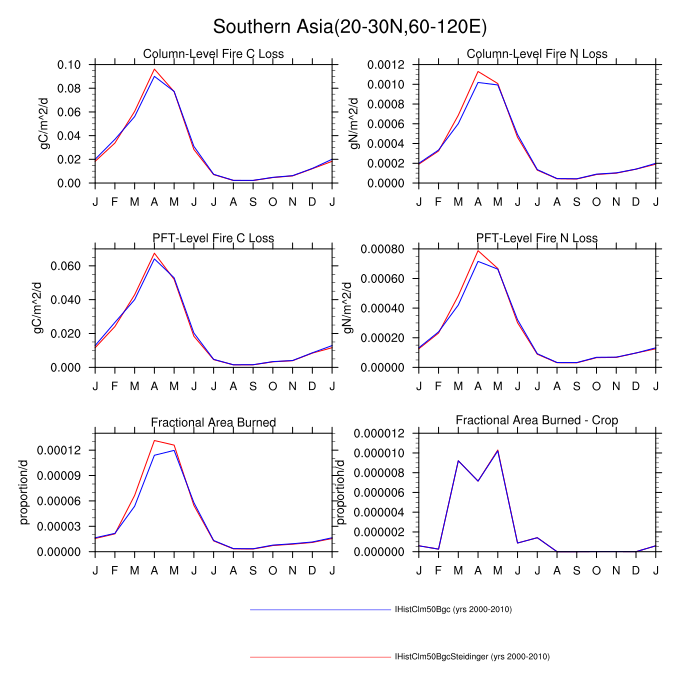 Southern Asia(20-30N,60-120E)
Column-Level Fire C Loss
gC/m^2/d
0.10
0.08
0.06
0.04
0.02
0.00
J F M A M J J A S O N D J
Column-Level Fire N Loss
gN/m^2/d
0.0012
0.0010
0.0008
0.0006
0.0004
0.0002
0.0000
J F M A M J J A S O N D J
PFT-Level Fire C Loss
gC/m^2/d
0.060
0.040
0.020
0.000
J F M A M J J A S O N D J
PFT-Level Fire N Loss
gN/m^2/d
0.00080
0.00060
0.00040
0.00020
0.00000
J F M A M J J A S O N D J
Fractional Area Burned
proportion/d
0.00012
0.00009
0.00006
0.00003
0.00000
J F M A M J J A S O N D J
Fractional Area Burned - Crop
proportion/d
0.000012
0.000010
0.000008
0.000006
0.000004
0.000002
0.000000
J F M A M J J A S O N D J
IHistClm50Bgc (yrs 2000-2010)
IHistClm50BgcSteidinger (yrs 2000-2010)